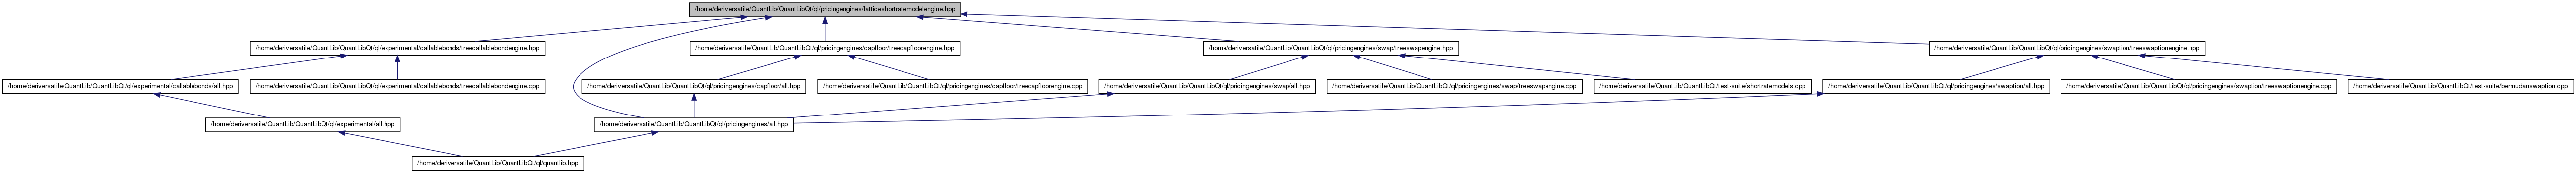 /home/deriversatile/QuantLib/QuantLibQt/ql/pricingengines/latticeshortratemodelengine.hpp
/home/deriversatile/QuantLib/QuantLibQt/ql/experimental/callablebonds/treecallablebondengine.hpp
/home/deriversatile/QuantLib/QuantLibQt/ql/pricingengines/capfloor/treecapfloorengine.hpp
/home/deriversatile/QuantLib/QuantLibQt/ql/pricingengines/swap/treeswapengine.hpp
/home/deriversatile/QuantLib/QuantLibQt/ql/pricingengines/swaption/treeswaptionengine.hpp
/home/deriversatile/QuantLib/QuantLibQt/ql/experimental/callablebonds/all.hpp
/home/deriversatile/QuantLib/QuantLibQt/ql/experimental/callablebonds/treecallablebondengine.cpp
/home/deriversatile/QuantLib/QuantLibQt/ql/pricingengines/capfloor/all.hpp
/home/deriversatile/QuantLib/QuantLibQt/ql/pricingengines/capfloor/treecapfloorengine.cpp
/home/deriversatile/QuantLib/QuantLibQt/ql/pricingengines/swap/all.hpp
/home/deriversatile/QuantLib/QuantLibQt/ql/pricingengines/swap/treeswapengine.cpp
/home/deriversatile/QuantLib/QuantLibQt/test-suite/shortratemodels.cpp
/home/deriversatile/QuantLib/QuantLibQt/ql/pricingengines/swaption/all.hpp
/home/deriversatile/QuantLib/QuantLibQt/ql/pricingengines/swaption/treeswaptionengine.cpp
/home/deriversatile/QuantLib/QuantLibQt/test-suite/bermudanswaption.cpp
/home/deriversatile/QuantLib/QuantLibQt/ql/experimental/all.hpp
/home/deriversatile/QuantLib/QuantLibQt/ql/pricingengines/all.hpp
/home/deriversatile/QuantLib/QuantLibQt/ql/quantlib.hpp